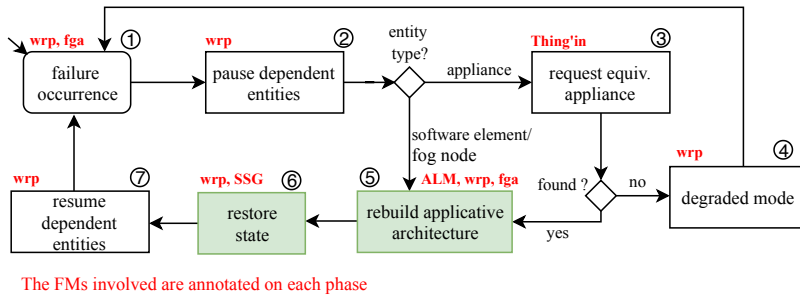 wrp, fga
①
failure
occurrence
wrp
②
pause dependent
entities
entity
type?
appliance
Thing'in
③
request equiv.
appliance
software element/
fog node
found ?
no
yes
wrp
④
degraded mode
ALM, wrp, fga
⑤
rebuild applicative
architecture
wrp, SSG
⑥
restore
state
wrp
⑦
resume
dependent
entities
The FMs involved are annotated on each phase